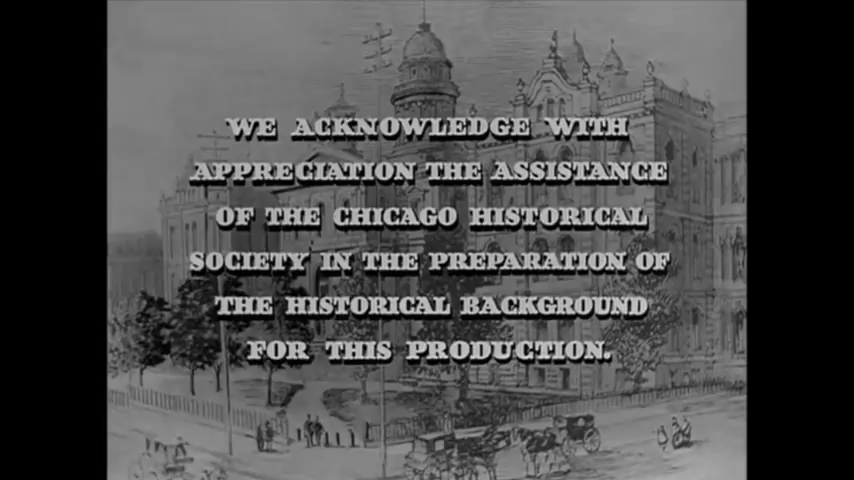 WE ACKNOWLEDGE WITH
APPRECIATION THE ASSISTANCE
OF THE CHICAGO HISTORICAL
SOCIETY IN THE PREPARATION OF
THE HISTORICAL BACKGROUND
FOR THIS PRODUCTION.